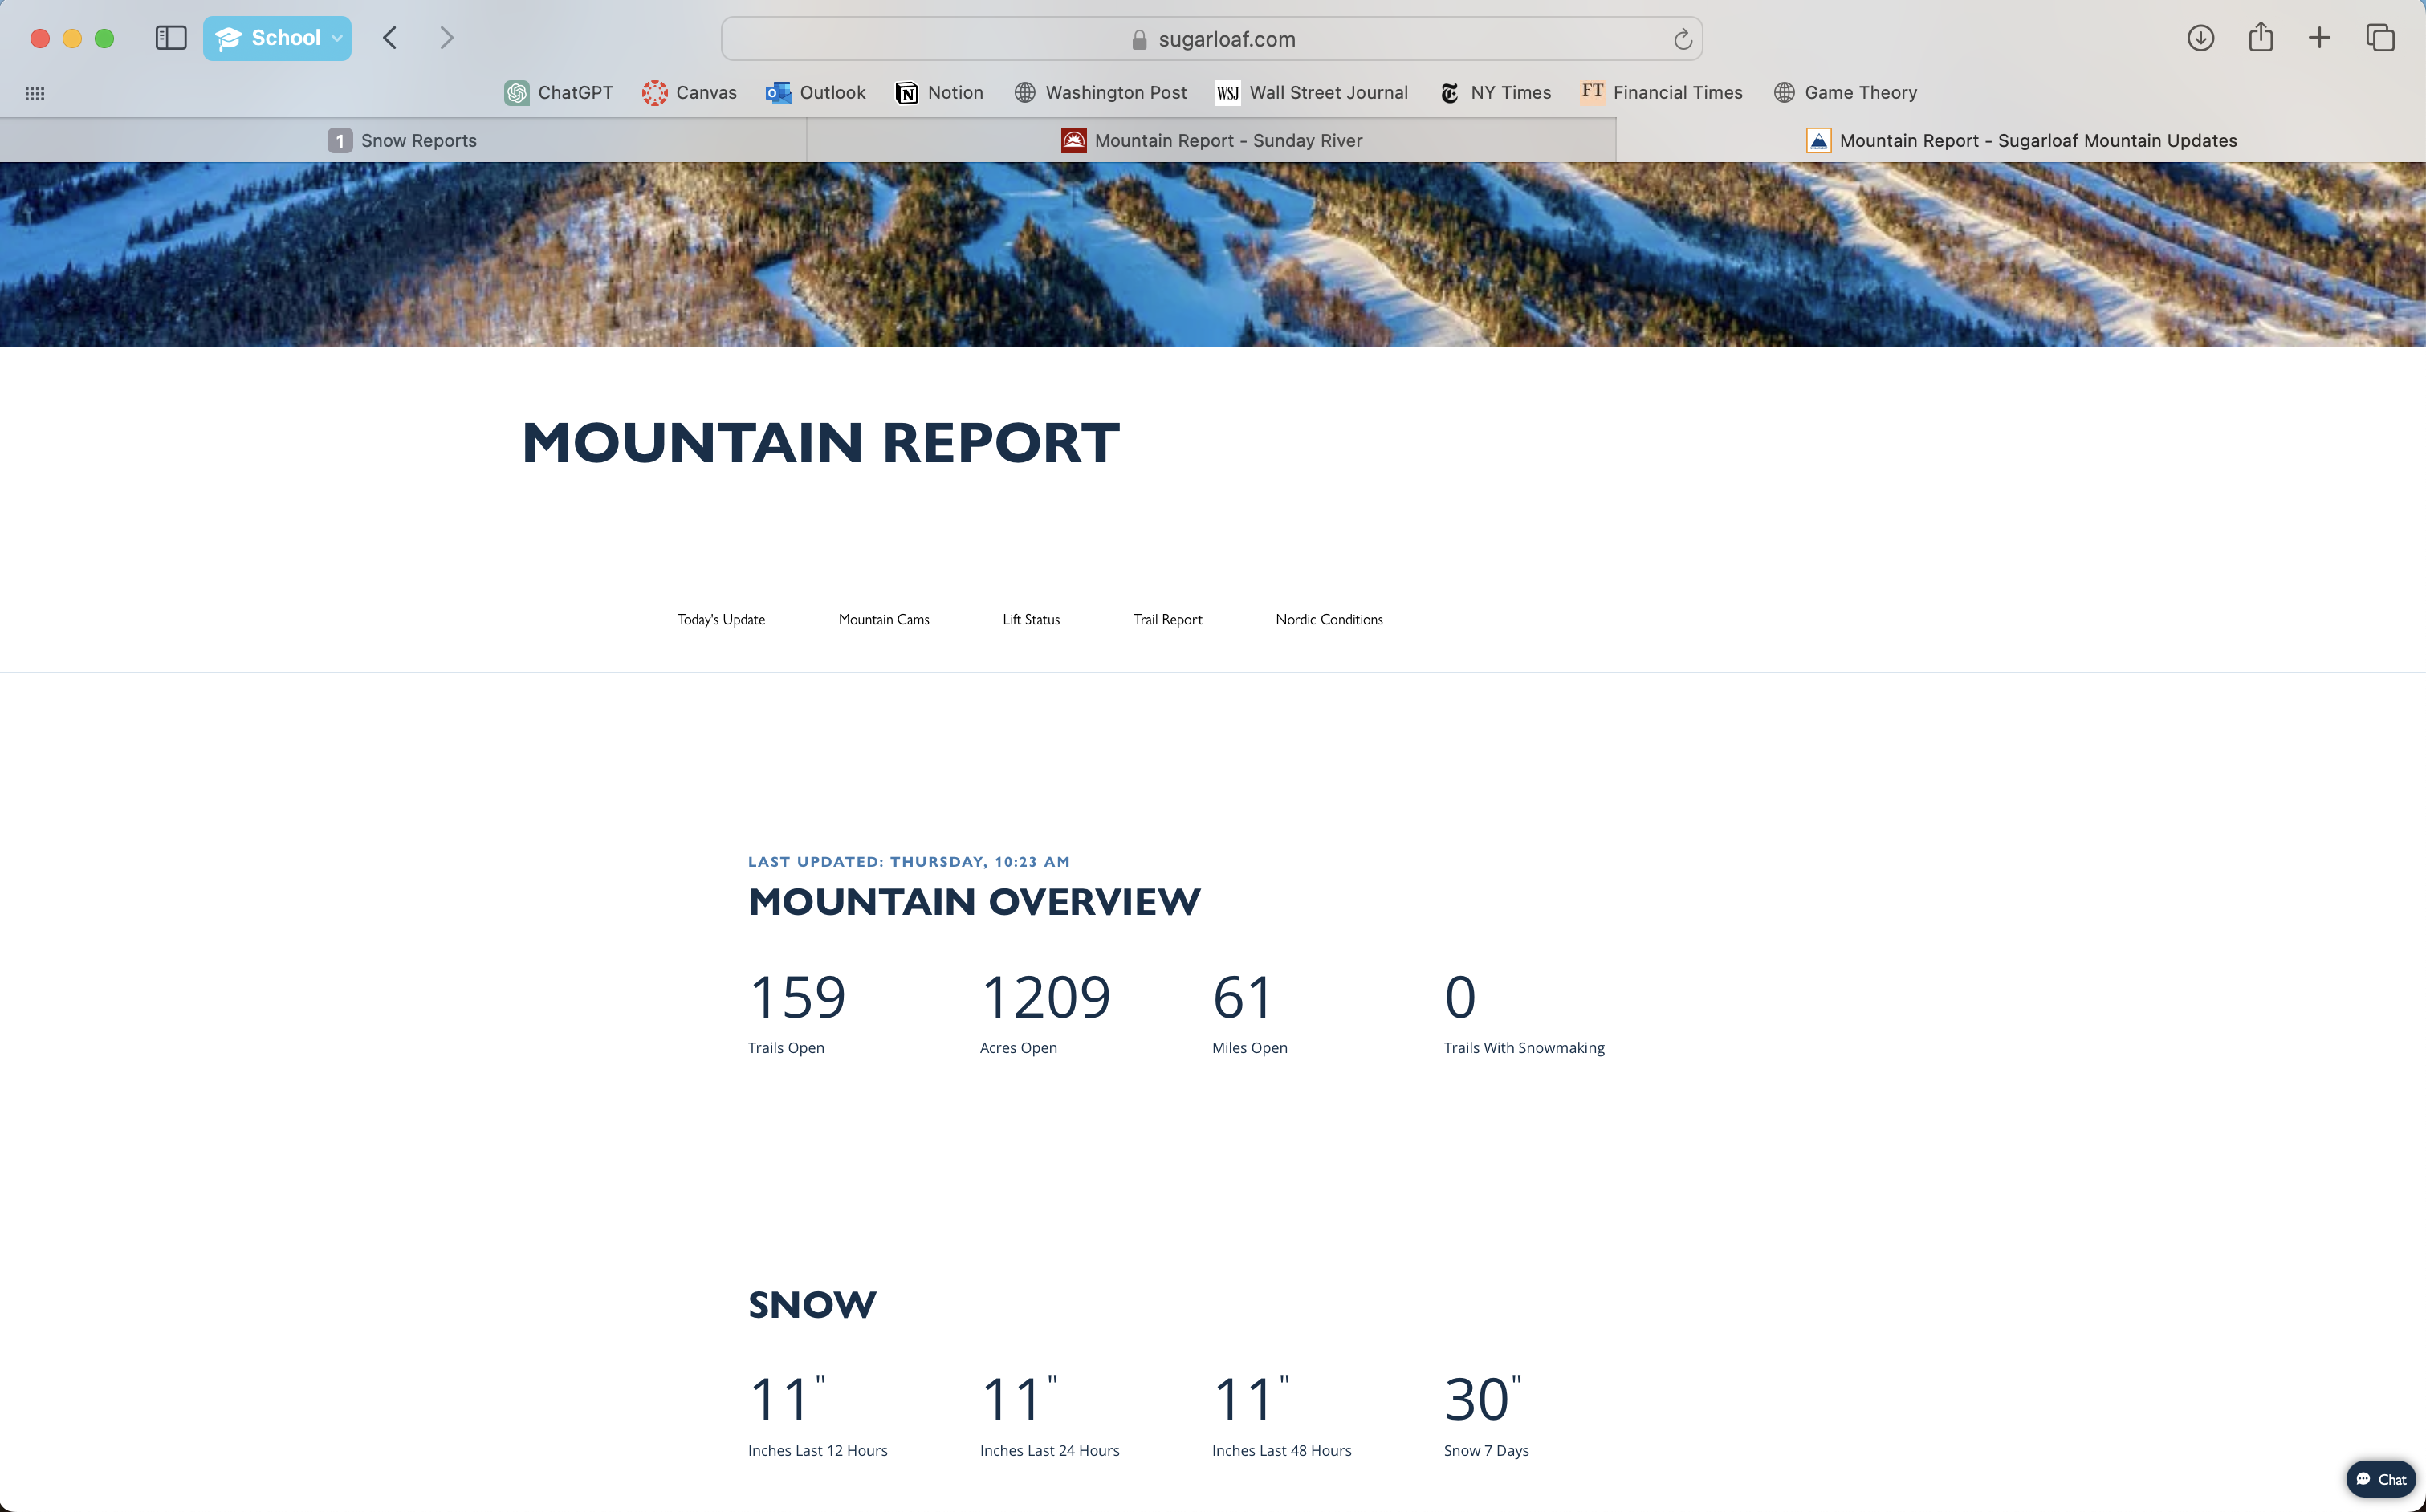 School
sugarloaf.com
ChatGPT Canvas Outlook Notion Washington Post WSJ Wall Street Journal NY Times FT Financial Times Game Theory
1 Snow Reports Mountain Report - Sunday River Mountain Report - Sugarloaf Mountain Updates
MOUNTAIN REPORT
Today's Update Mountain Cams Lift Status Trail Report Nordic Conditions
LAST UPDATED: THURSDAY, 10:23 AM
MOUNTAIN OVERVIEW
159 1209 61 0
Trails Open Acres Open Miles Open Trails With Snowmaking
SNOW
11" 11" 11" 30"
Inches Last 12 Hours Inches Last 24 Hours Inches Last 48 Hours Snow 7 Days
Chat